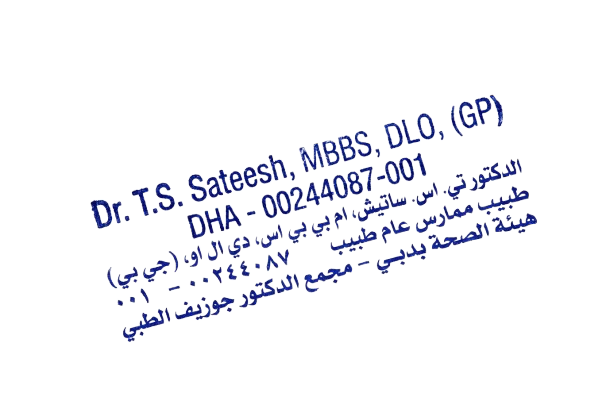 Dr. T.S. Sateesh, MBBS, DLO, (GP)
DHA - 00244087-001
الدكتور تي. اس. ساتيش، ام بي بي اس، دي ال او، (جي بي)
طبيب ممارس عام طبيب ٠٠٢٤٤٠٨٧ – ٠٠١
هيئة الصحة بدبي – مجمع الدكتور جوزيف الطبي